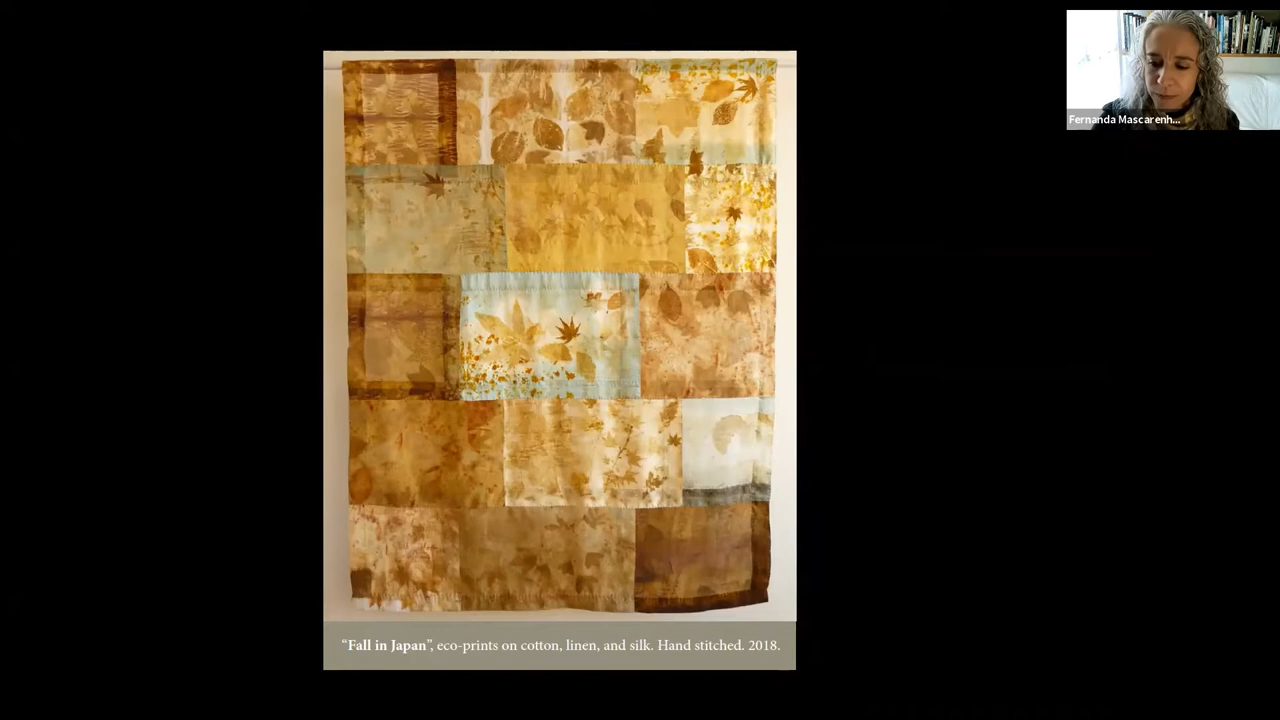 Fernanda Mascarenh...
“Fall in Japan”, eco-prints on cotton, linen, and silk. Hand stitched. 2018.